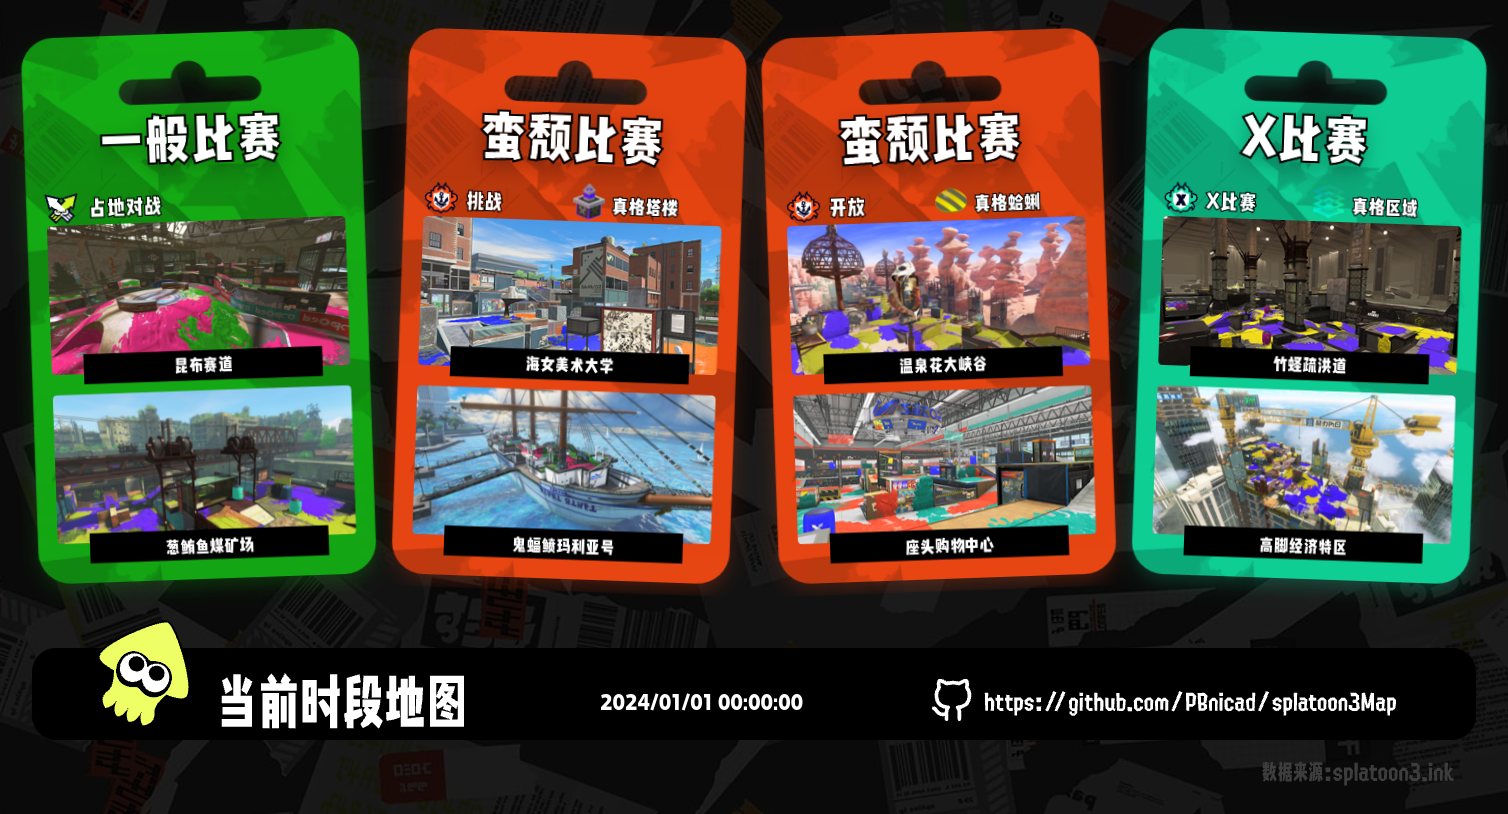 一般比赛
占地对战
昆布赛道
葱鲔鱼煤矿场
蛮颓比赛
挑战
真格塔楼
海女美术大学
鬼蝠鲼玛利亚号
蛮颓比赛
开放
真格蛤蜊
温泉花大峡谷
座头购物中心
X比赛
X比赛
真格区域
竹蛏疏洪道
高脚经济特区
当前时段地图
2024/01/01 00:00:00
https://github.com/PBnicad/splatoon3Map
数据来源:splatoon3.ink